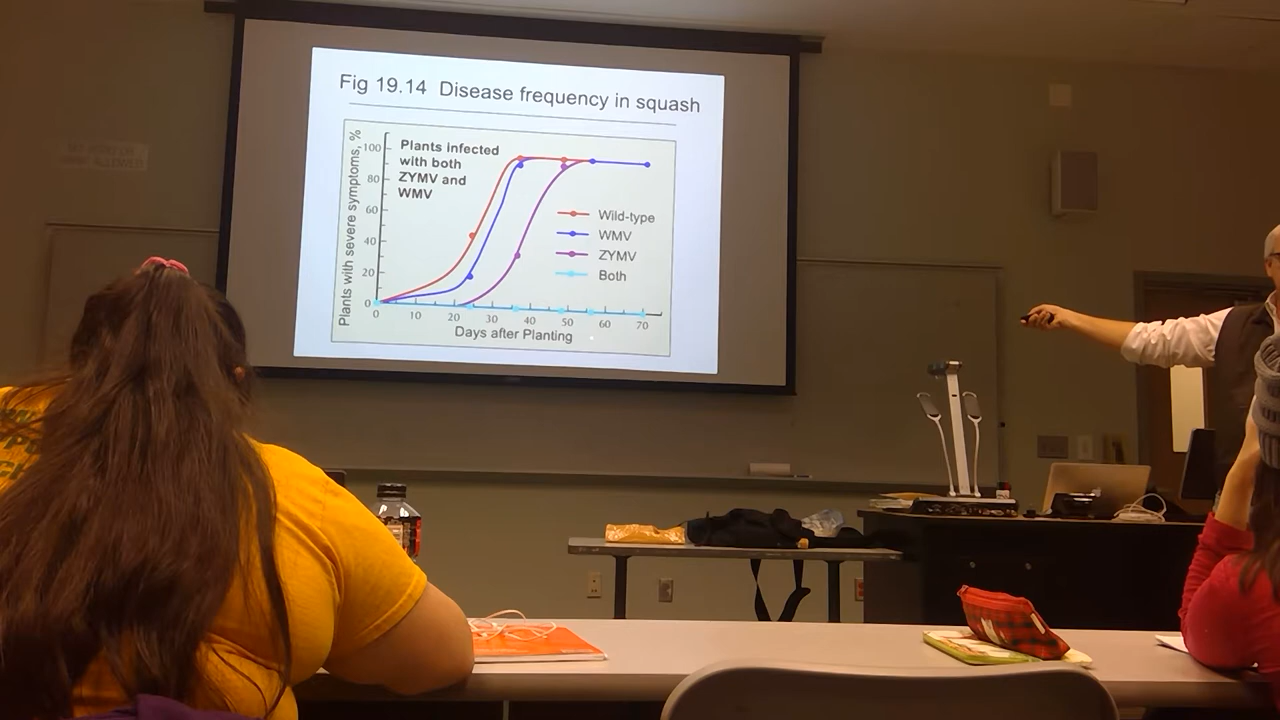 Fig 19.14 Disease frequency in squash
Plants with severe symptoms, %
100
80
60
40
20
0
Plants infected
with both
ZYMV and
WMV
Wild-type
WMV
ZYMV
Both
0 10 20 30 40 50 60 70
Days after Planting